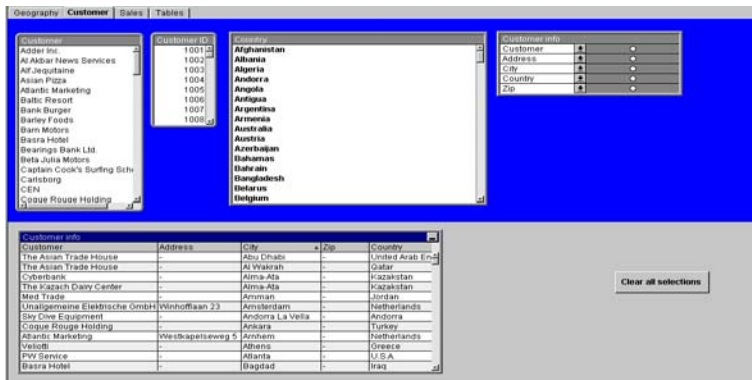 Geography Customer Sales Tables
Customer
Adder Inc.
Al Akbar News Services
Alf Jequitaine
Asian Pizza
Atlantic Marketing
Baltic Resort
Bank Burger
Barley Foods
Barn Motors
Basra Hotel
Bearings Bank Ltd.
Beta Julia Motors
Captain Cook's Surfing Sch
Carlsborg
CEN
Coque Rouge Holding
Customer ID
1001
1002
1003
1004
1005
1006
1007
1008
Country
Afghanistan
Albania
Algeria
Andorra
Angola
Antigua
Argentina
Armenia
Australia
Austria
Azerbaijan
Bahamas
Bahrain
Bangladesh
Belarus
Belgium
Customer info
Customer
Address
City
Country
Zip
Customer info
Customer Address City Zip Country
The Asian Trade House - Abu Dhabi - United Arab Em
The Asian Trade House - Al Wakrah - Qatar
Cyberbank - Alma-Ata - Kazakstan
The Kazach Dairy Center - Alma-Ata - Kazakstan
Med Trade - Amman - Jordan
Unallgemeine Elektrische GmbH Winhofflaan 23 Amsterdam - Netherlands
Sky Dive Equipment - Andorra La Vella - Andorra
Coque Rouge Holding - Ankara - Turkey
Atlantic Marketing Westkapelseweg 5 Arnhem - Netherlands
Veliotti - Athens - Greece
PW Service - Atlanta - U.S.A
Basra Hotel - Bagdad - Iraq
Clear all selections